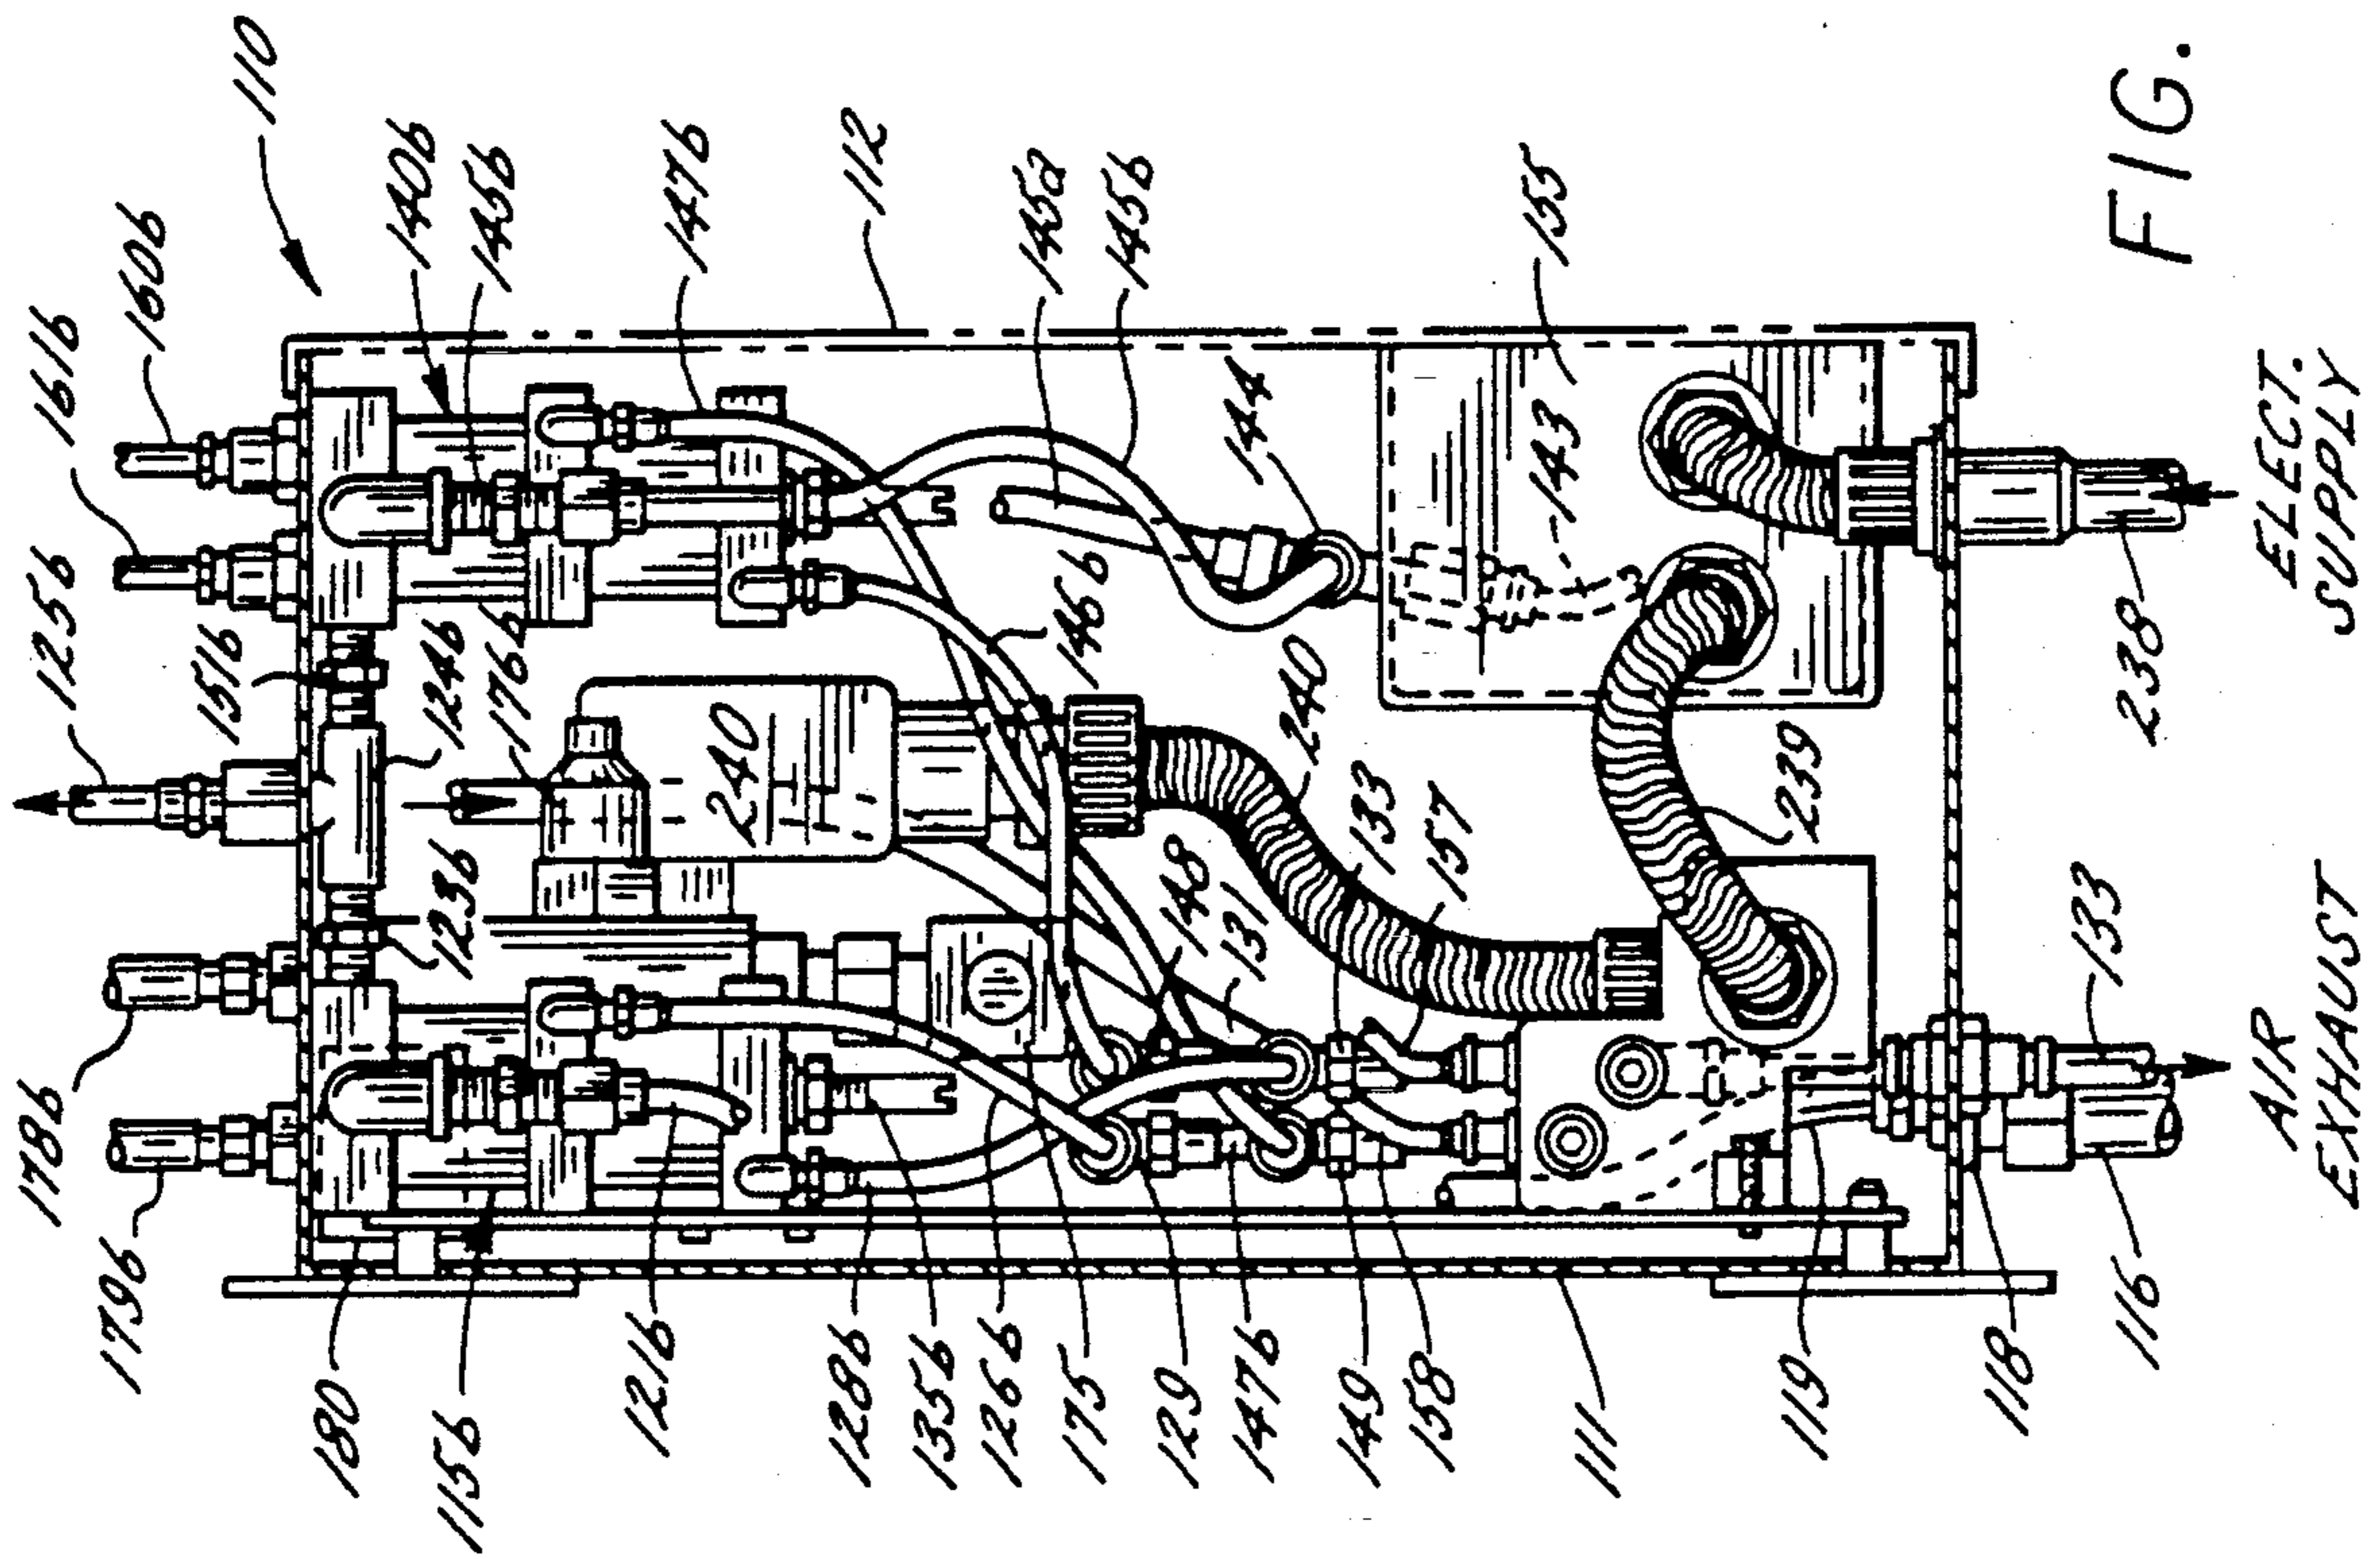 110
160b
161b
125b
178b
179b
140b
145b
147b
112
145a
145b
155
151b
124b
176b
123b
144
143
146b
240
240
148
131
133
157
239
238
133
180
115b
121b
128b
135b
126b
175
129
147b
149
158
111
119
118
116
AIR
EXHAUST
ELECT.
SUPPLY
FIG.